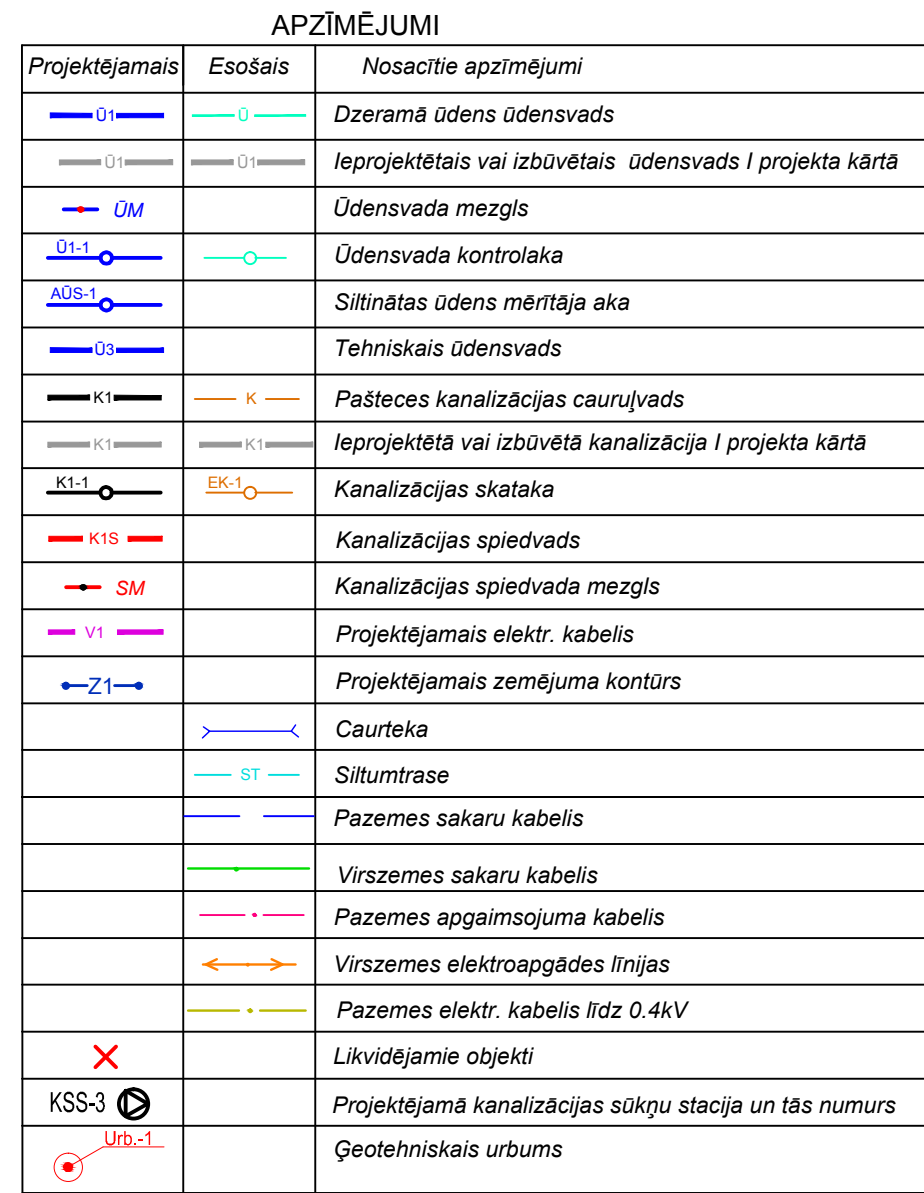 APZĪMĒJUMI
Projektējamais Esošais Nosacītie apzīmējumi
Ū1 Ū Dzeramā ūdens ūdensvads
Ū1 Ū1 Ieprojektētais vai izbūvētais ūdensvads I projekta kārtā
ŪM Ūdensvada mezgls
Ū1-1 Ūdensvada kontrolaka
AŪS-1 Siltinātas ūdens mērītāja aka
Ū3 Tehniskais ūdensvads
K1 K Pašteces kanalizācijas cauruļvads
K1 K1 Ieprojektētā vai izbūvētā kanalizācija I projekta kārtā
K1-1 EK-1 Kanalizācijas skataka
K1S Kanalizācijas spiedvads
SM Kanalizācijas spiedvada mezgls
V1 Projektējamais elektr. kabelis
Z1 Projektējamais zemējuma kontūrs
Caurteka
ST Siltumtrase
Pazemes sakaru kabelis
Virszemes sakaru kabelis
Pazemes apgaimsojuma kabelis
Virszemes elektroapgādes līnijas
Pazemes elektr. kabelis līdz 0.4kV
Likvidējamie objekti
KSS-3 Projektējamā kanalizācijas sūkņu stacija un tās numurs
Urb.-1 Ģeotehniskais urbums